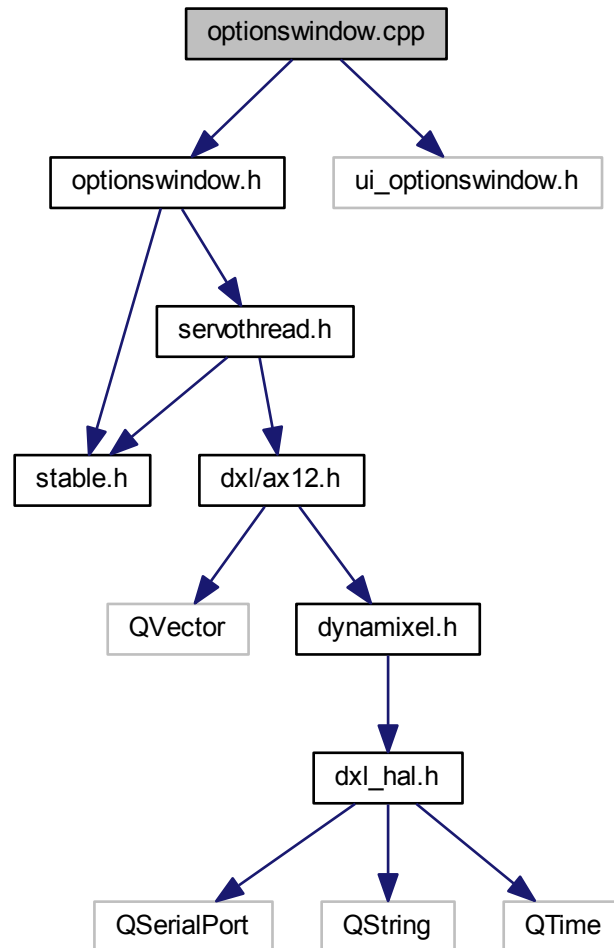 optionswindow.cpp
optionswindow.h
ui_optionswindow.h
servothread.h
stable.h
dxl/ax12.h
QVector
dynamixel.h
dxl_hal.h
QSerialPort
QString
QTime